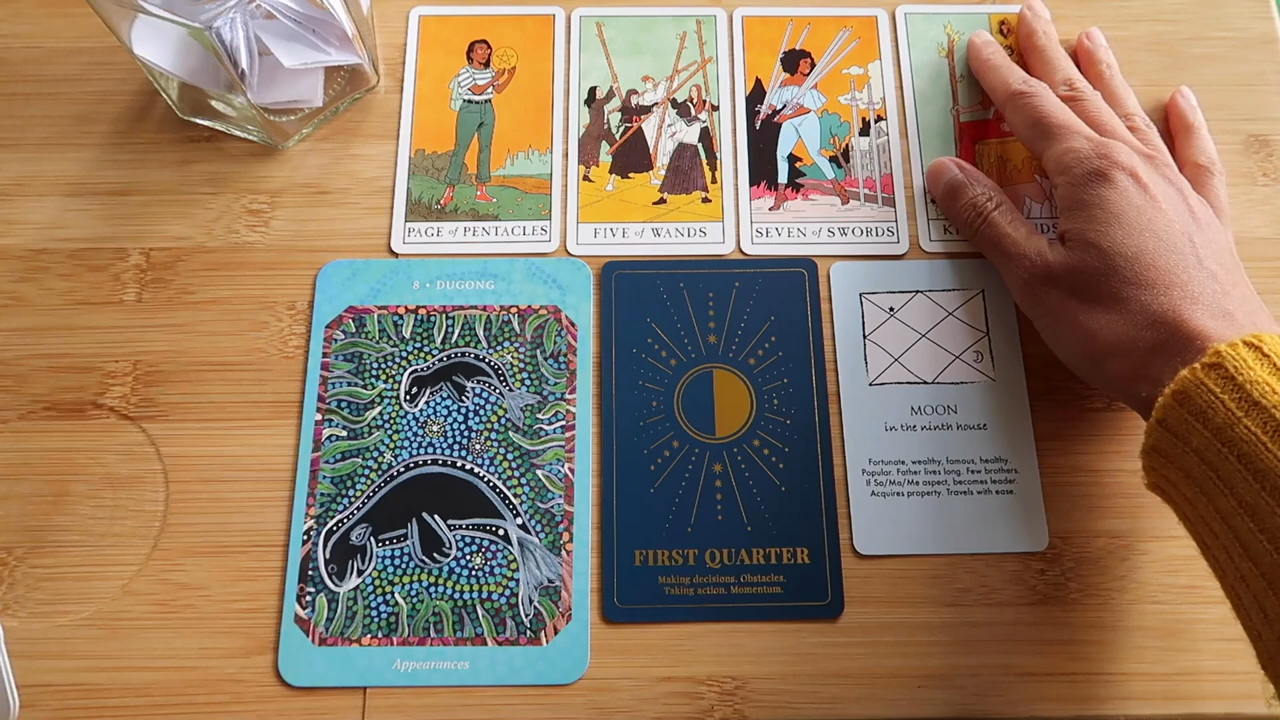 PAGE of PENTACLES
FIVE of WANDS
SEVEN of SWORDS
8 • DUGONG
Appearances
FIRST QUARTER
Making decisions. Obstacles.
Taking action. Momentum.
MOON
in the ninth house
Fortunate, wealthy, famous, healthy.
Popular. Father lives long. Few brothers.
If Sa/Ma/Me aspect, becomes leader.
Acquires property. Travels with ease.